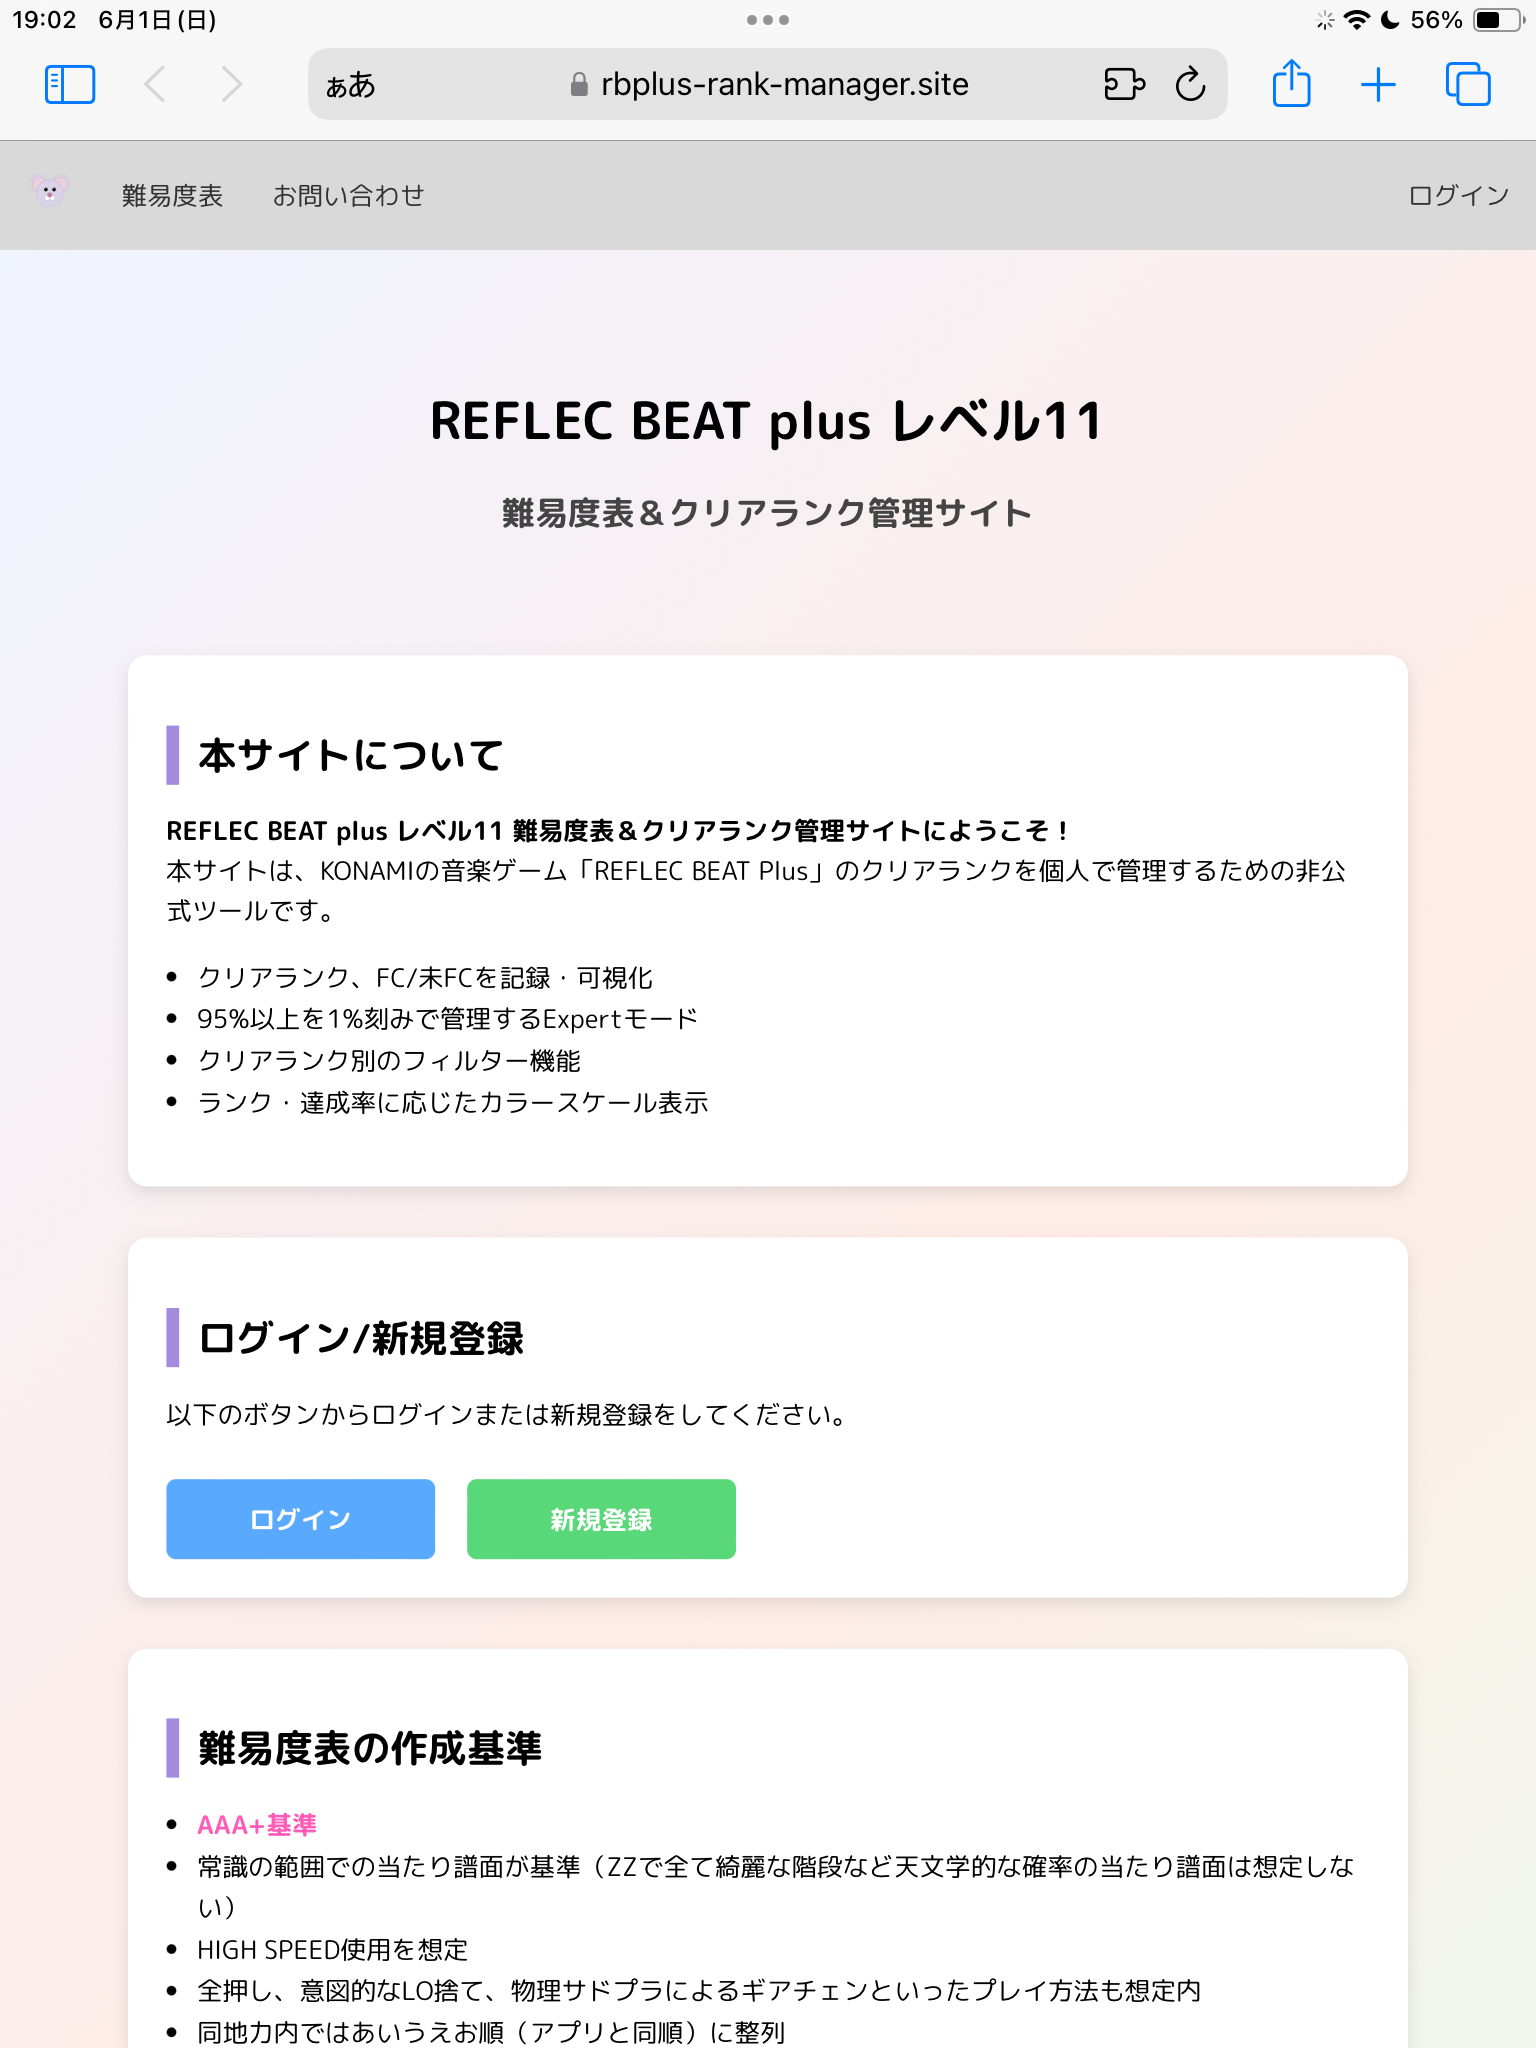 19:02 6月1日(日)
56%
ぁあ rbplus-rank-manager.site
難易度表 お問い合わせ ログイン
REFLEC BEAT plus レベル11
難易度表&クリアランク管理サイト
本サイトについて
REFLEC BEAT plus レベル11 難易度表&クリアランク管理サイトにようこそ！
本サイトは、KONAMIの音楽ゲーム「REFLEC BEAT Plus」のクリアランクを個人で管理するための非公
式ツールです。
• クリアランク、FC/未FCを記録・可視化
• 95%以上を1%刻みで管理するExpertモード
• クリアランク別のフィルター機能
• ランク・達成率に応じたカラースケール表示
ログイン/新規登録
以下のボタンからログインまたは新規登録をしてください。
ログイン 新規登録
難易度表の作成基準
• AAA+基準
• 常識の範囲での当たり譜面が基準（ZZで全て綺麗な階段など天文学的な確率の当たり譜面は想定しな
い）
• HIGH SPEED使用を想定
• 全押し、意図的なLO捨て、物理サドプラによるギアチェンといったプレイ方法も想定内
• 同地力内ではあいうえお順（アプリと同順）に整列